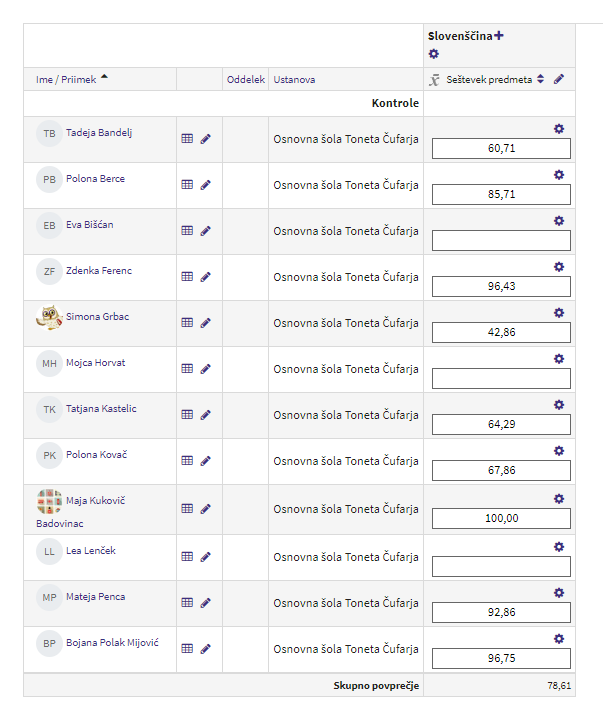 Slovenščina
Ime / Priimek Oddelek Ustanova x̄ Seštevek predmeta
Kontrole
TB Tadeja Bandelj Osnovna šola Toneta Čufarja 60,71
PB Polona Berce Osnovna šola Toneta Čufarja 85,71
EB Eva Bišćan Osnovna šola Toneta Čufarja
ZF Zdenka Ferenc Osnovna šola Toneta Čufarja 96,43
Simona Grbac Osnovna šola Toneta Čufarja 42,86
MH Mojca Horvat Osnovna šola Toneta Čufarja
TK Tatjana Kastelic Osnovna šola Toneta Čufarja 64,29
PK Polona Kovač Osnovna šola Toneta Čufarja 67,86
Maja Kukovič
Badovinac Osnovna šola Toneta Čufarja 100,00
LL Lea Lenček Osnovna šola Toneta Čufarja
MP Mateja Penca Osnovna šola Toneta Čufarja 92,86
BP Bojana Polak Mijović Osnovna šola Toneta Čufarja 96,75
Skupno povprečje 78,61